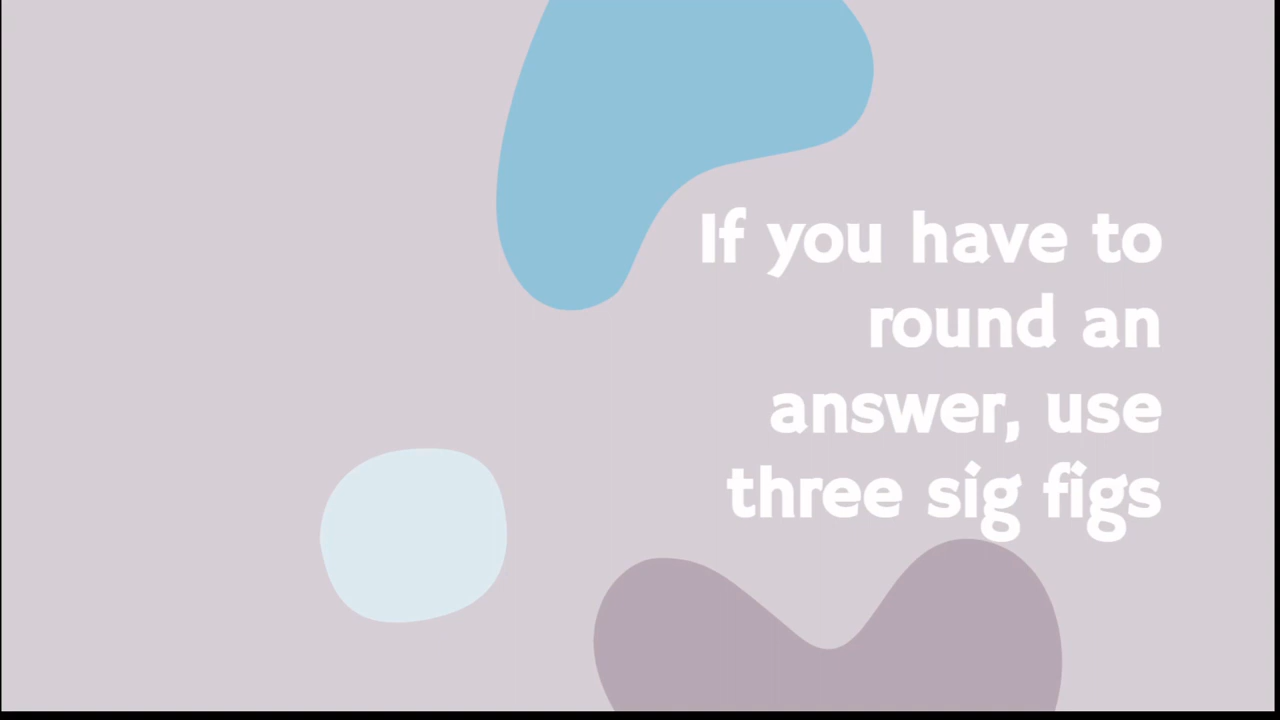 If you have to
round an
answer, use
three sig figs